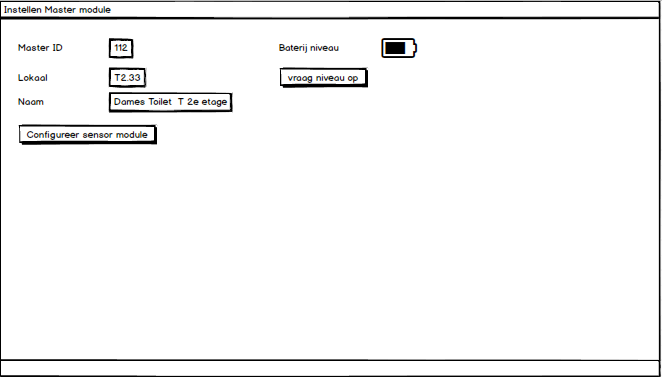 Instellen Master module
Master ID 112 Baterij niveau
Lokaal T2.33 vraag niveau op
Naam Dames Toilet T 2e etage
Configureer sensor module